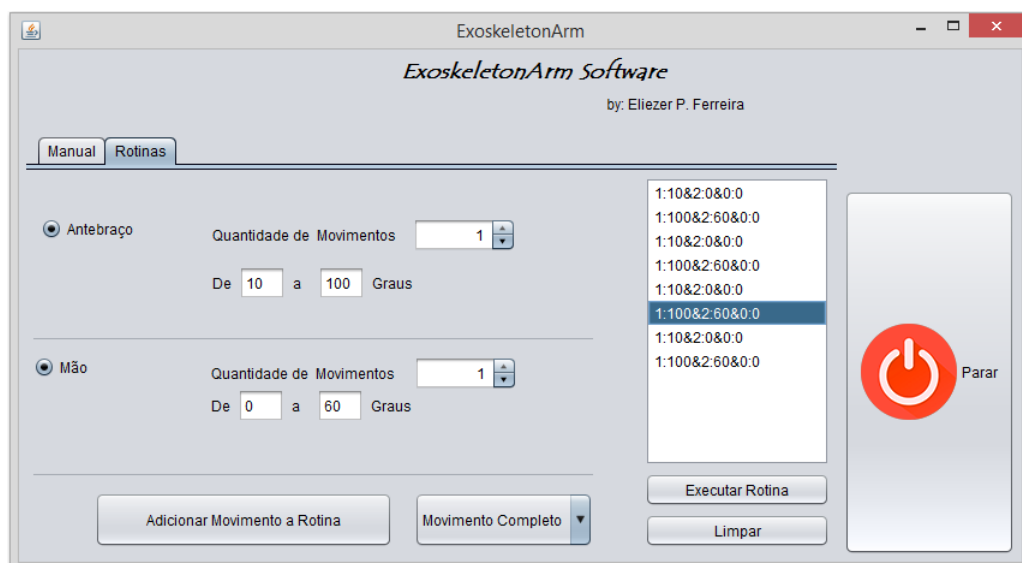 ExoskeletonArm
ExoskeletonArm Software
by: Eliezer P. Ferreira
Manual Rotinas
Antebraço
Quantidade de Movimentos 1
De 10 a 100 Graus
Mão
Quantidade de Movimentos 1
De 0 a 60 Graus
Adicionar Movimento a Rotina
Movimento Completo
1:10&2:0&0:0
1:100&2:60&0:0
1:10&2:0&0:0
1:100&2:60&0:0
1:10&2:0&0:0
1:100&2:60&0:0
1:10&2:0&0:0
1:100&2:60&0:0
Executar Rotina
Limpar
Parar